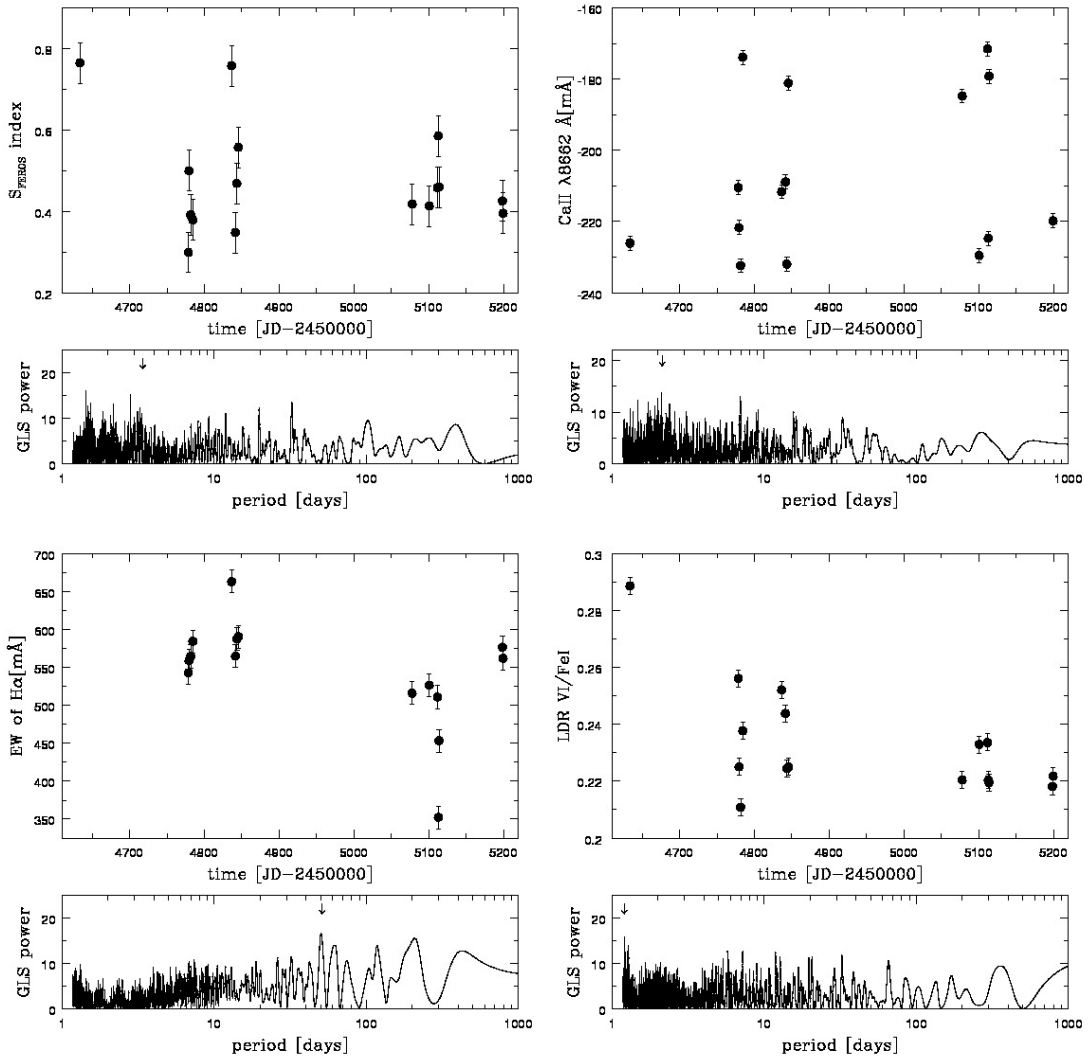 0.8
0.6
0.4
0.2
S_FEROS index
4700 4800 4900 5000 5100 5200
time [JD-2450000]
20
10
0
GLS power
1 10 100 1000
period [days]
-160
-180
-200
-220
-240
CaII λ8662 Å[mÅ]
4700 4800 4900 5000 5100 5200
time [JD-2450000]
20
10
0
GLS power
1 10 100 1000
period [days]
700
650
600
550
500
450
400
350
EW of Hα[mÅ]
4700 4800 4900 5000 5100 5200
time [JD-2450000]
20
10
0
GLS power
1 10 100 1000
period [days]
0.3
0.28
0.26
0.24
0.22
0.2
LDR VI/FeI
4700 4800 4900 5000 5100 5200
time [JD-2450000]
20
10
0
GLS power
1 10 100 1000
period [days]